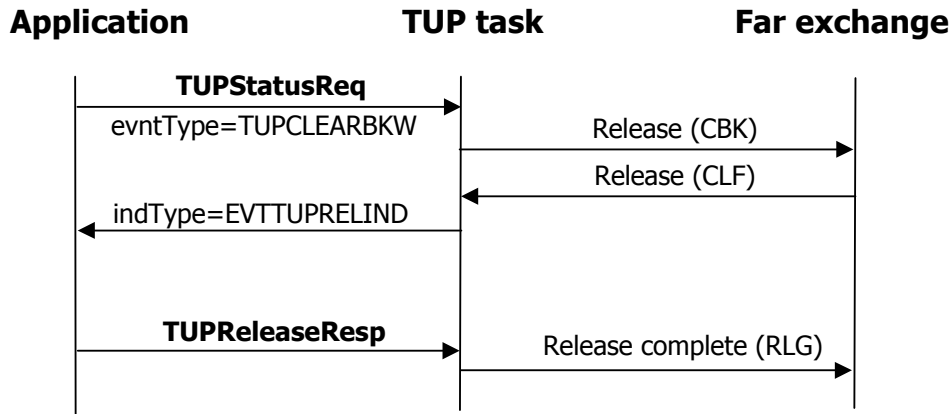 Application TUP task Far exchange
TUPStatusReq
evntType=TUPCLEARBKW
Release (CBK)
Release (CLF)
indType=EVTTUPRELIND
TUPReleaseResp
Release complete (RLG)